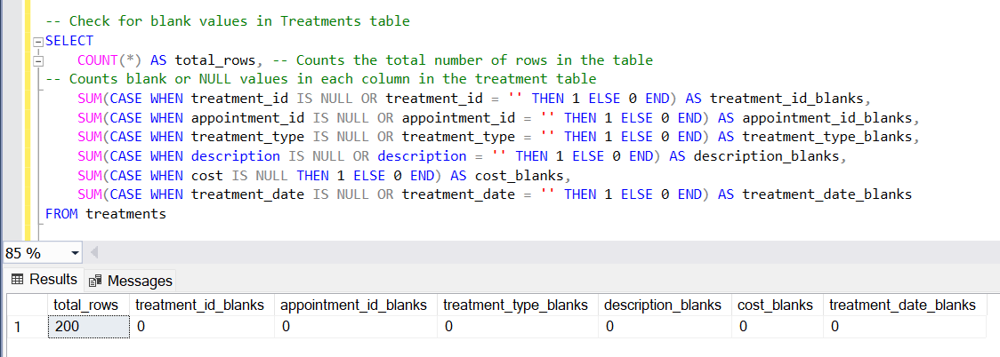 -- Check for blank values in Treatments table
SELECT
COUNT(*) AS total_rows, -- Counts the total number of rows in the table
-- Counts blank or NULL values in each column in the treatment table
SUM(CASE WHEN treatment_id IS NULL OR treatment_id = '' THEN 1 ELSE 0 END) AS treatment_id_blanks,
SUM(CASE WHEN appointment_id IS NULL OR appointment_id = '' THEN 1 ELSE 0 END) AS appointment_id_blanks,
SUM(CASE WHEN treatment_type IS NULL OR treatment_type = '' THEN 1 ELSE 0 END) AS treatment_type_blanks,
SUM(CASE WHEN description IS NULL OR description = '' THEN 1 ELSE 0 END) AS description_blanks,
SUM(CASE WHEN cost IS NULL THEN 1 ELSE 0 END) AS cost_blanks,
SUM(CASE WHEN treatment_date IS NULL OR treatment_date = '' THEN 1 ELSE 0 END) AS treatment_date_blanks
FROM treatments
85 %
Results Messages
total_rows treatment_id_blanks appointment_id_blanks treatment_type_blanks description_blanks cost_blanks treatment_date_blanks
1 200 0 0 0 0 0 0